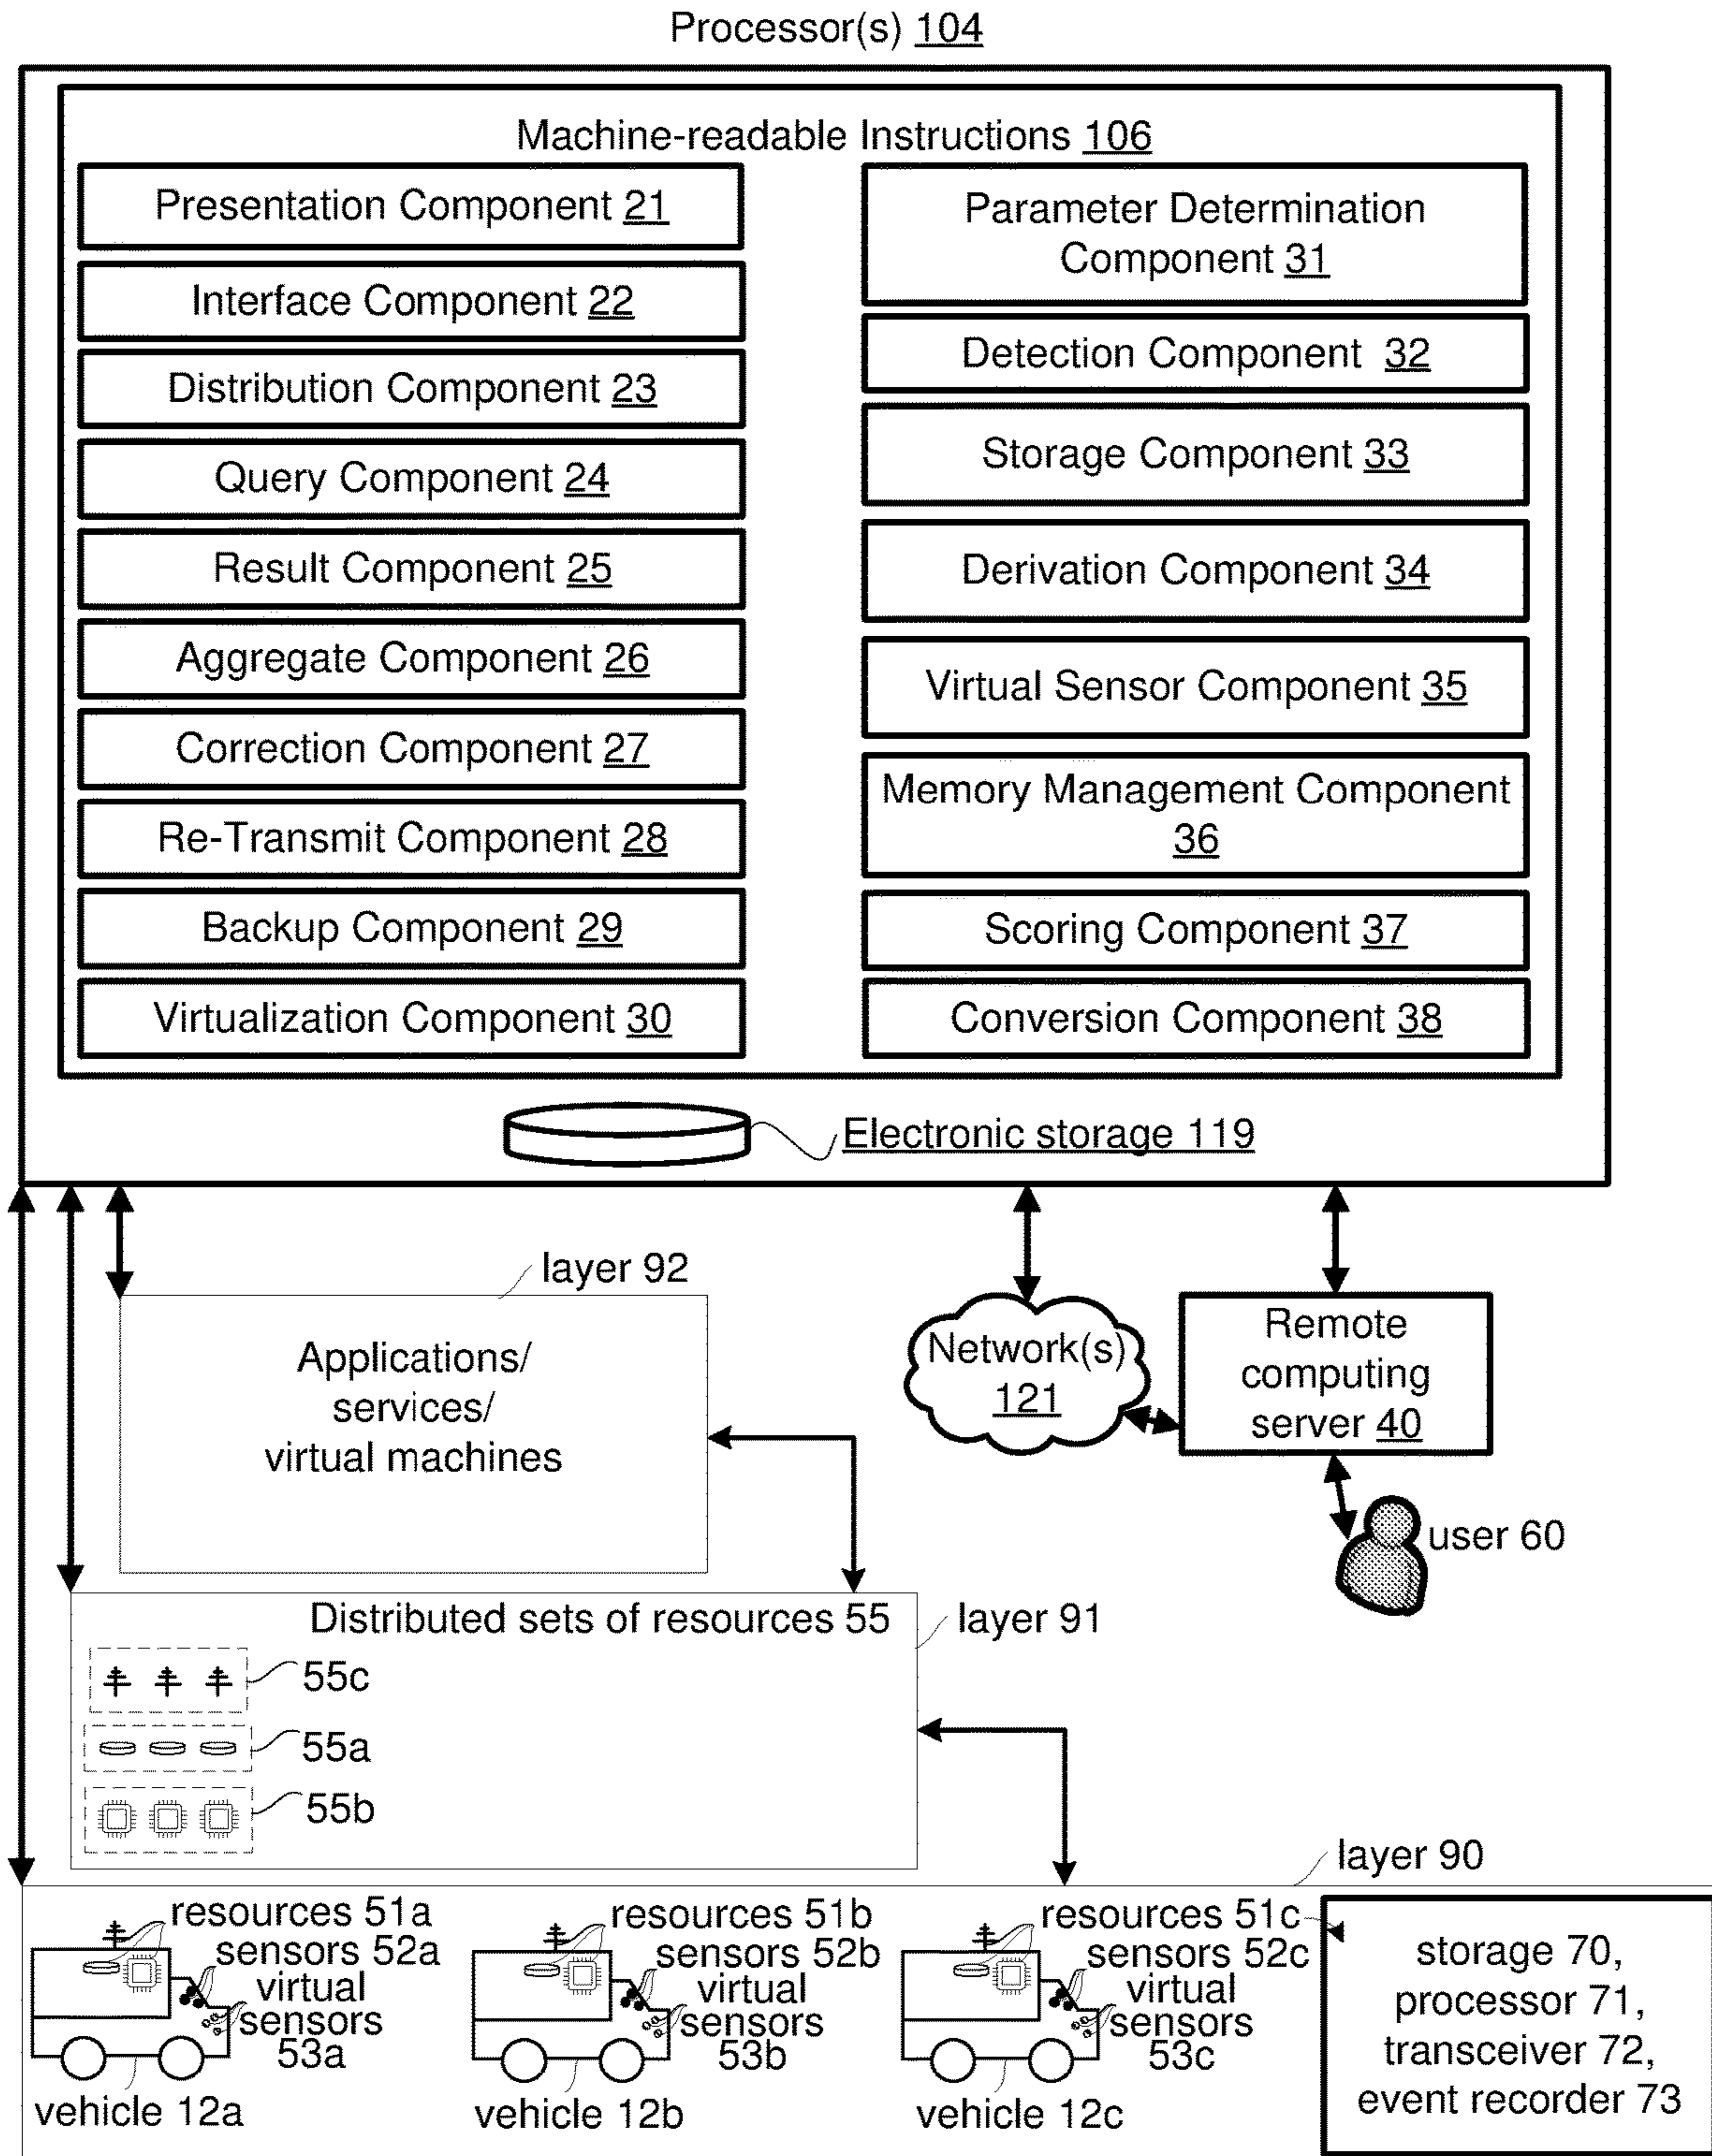 Processor(s) 104
Machine-readable Instructions 106
Presentation Component 21
Interface Component 22
Distribution Component 23
Query Component 24
Result Component 25
Aggregate Component 26
Correction Component 27
Re-Transmit Component 28
Backup Component 29
Virtualization Component 30
Parameter Determination
Component 31
Detection Component 32
Storage Component 33
Derivation Component 34
Virtual Sensor Component 35
Memory Management Component
36
Scoring Component 37
Conversion Component 38
Electronic storage 119
layer 92
Applications/
services/
virtual machines
Network(s)
121
Remote
computing
server 40
user 60
Distributed sets of resources 55
layer 91
55c
55a
55b
layer 90
resources 51a
sensors 52a
virtual
sensors
53a
vehicle 12a
resources 51b
sensors 52b
virtual
sensors
53b
vehicle 12b
resources 51c
sensors 52c
virtual
sensors
53c
vehicle 12c
storage 70,
processor 71,
transceiver 72,
event recorder 73